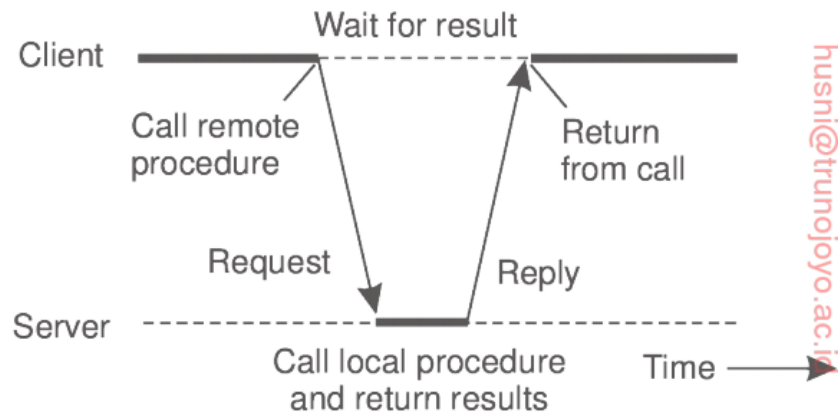 Wait for result
Client
Call remote
procedure
Return
from call
Request
Reply
Server
Call local procedure
and return results
Time
husni@trunojoyo.ac.id